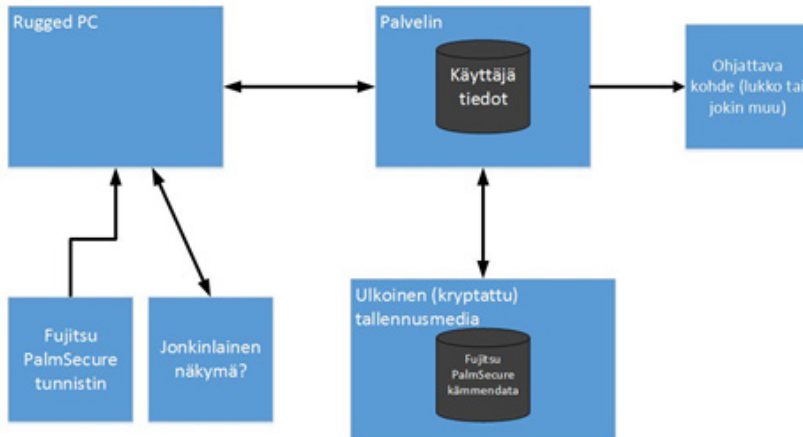 Rugged PC
Palvelin
Käyttäjä
tiedot
Ohjattava
kohde (lukko tai
jokin muu)
Fujitsu
PalmSecure
tunnistin
Jonkinlainen
näkymä?
Ulkoinen (kryptattu)
tallennusmedia
Fujitsu
PalmSecure
kämmendata